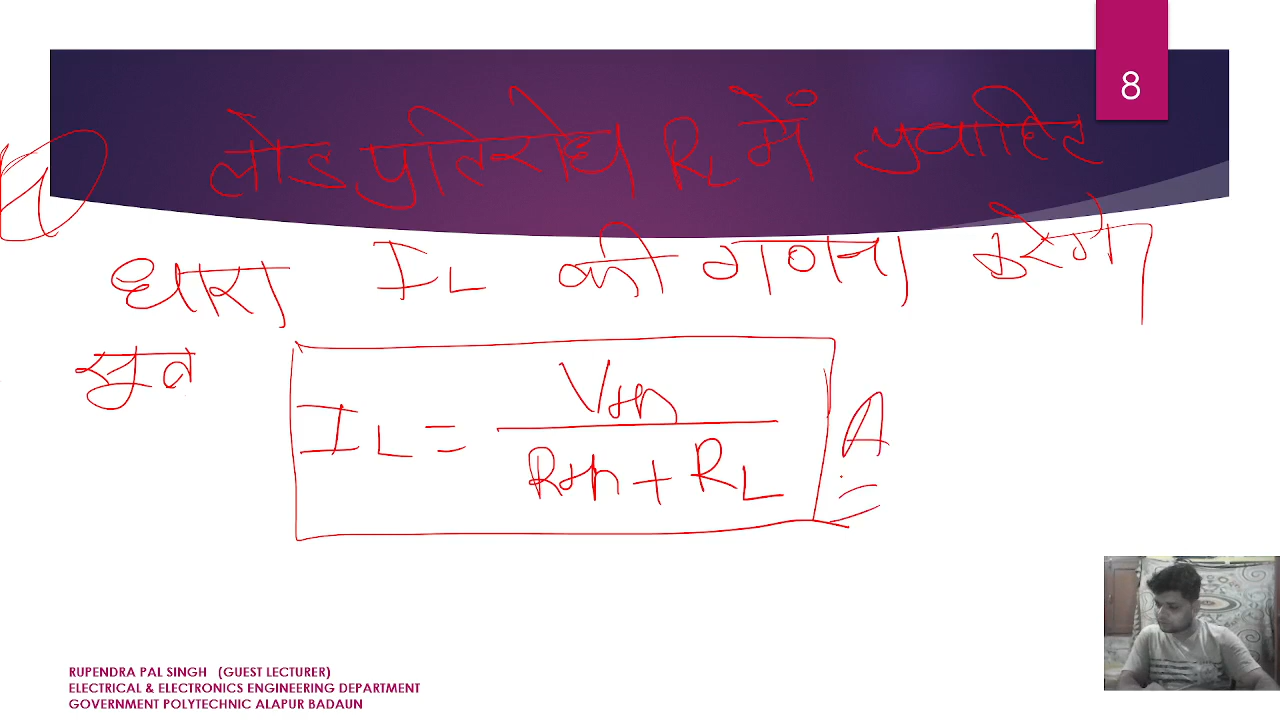 8
लोड प्रतिरोध RL में प्रवाहित
धारा IL की गणना करेगे
सुत्र
IL = Vth / (Rth + RL) A
RUPENDRA PAL SINGH (GUEST LECTURER)
ELECTRICAL & ELECTRONICS ENGINEERING DEPARTMENT
GOVERNMENT POLYTECHNIC ALAPUR BADAUN